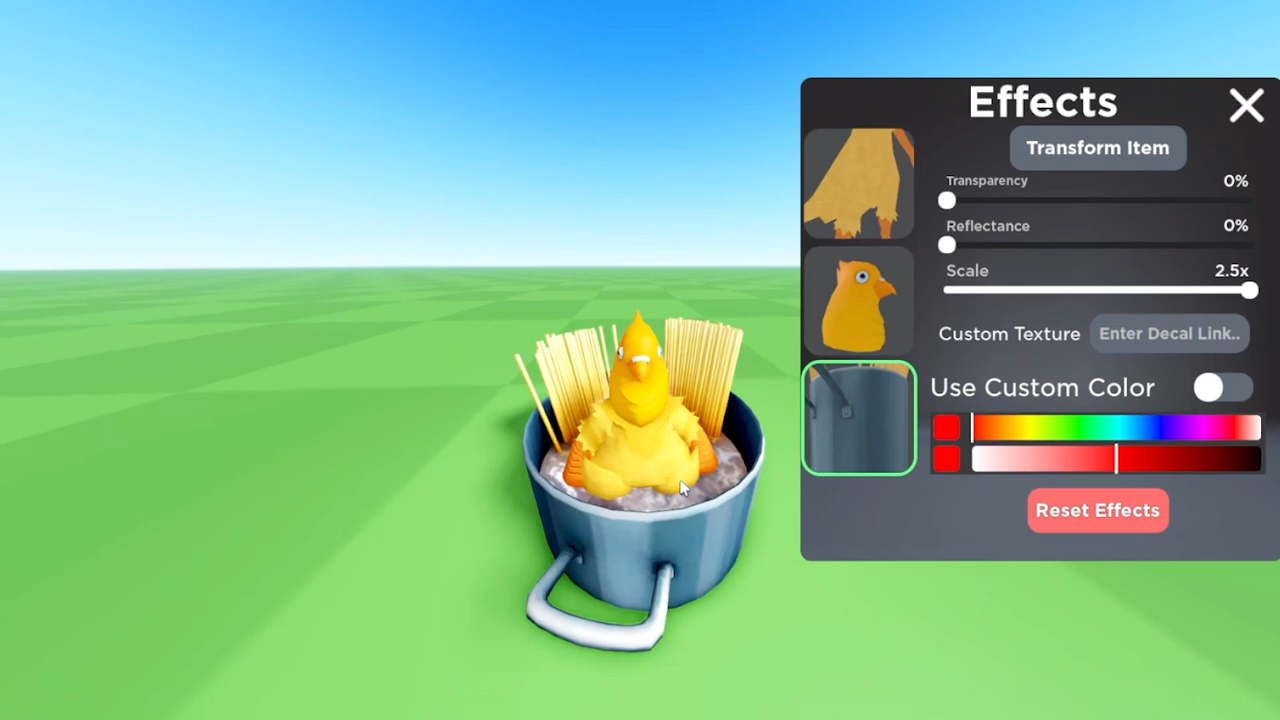 Effects
Transform Item
Transparency 0%
Reflectance 0%
Scale 2.5x
Custom Texture Enter Decal Link..
Use Custom Color
Reset Effects